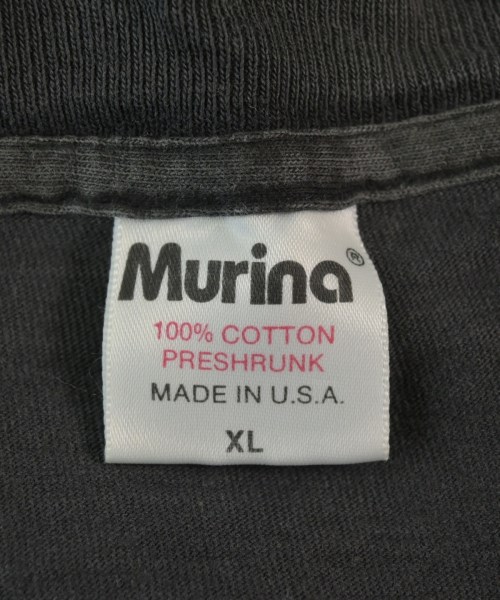 Murina®
100% COTTON
PRESHRUNK
MADE IN U.S.A.
XL